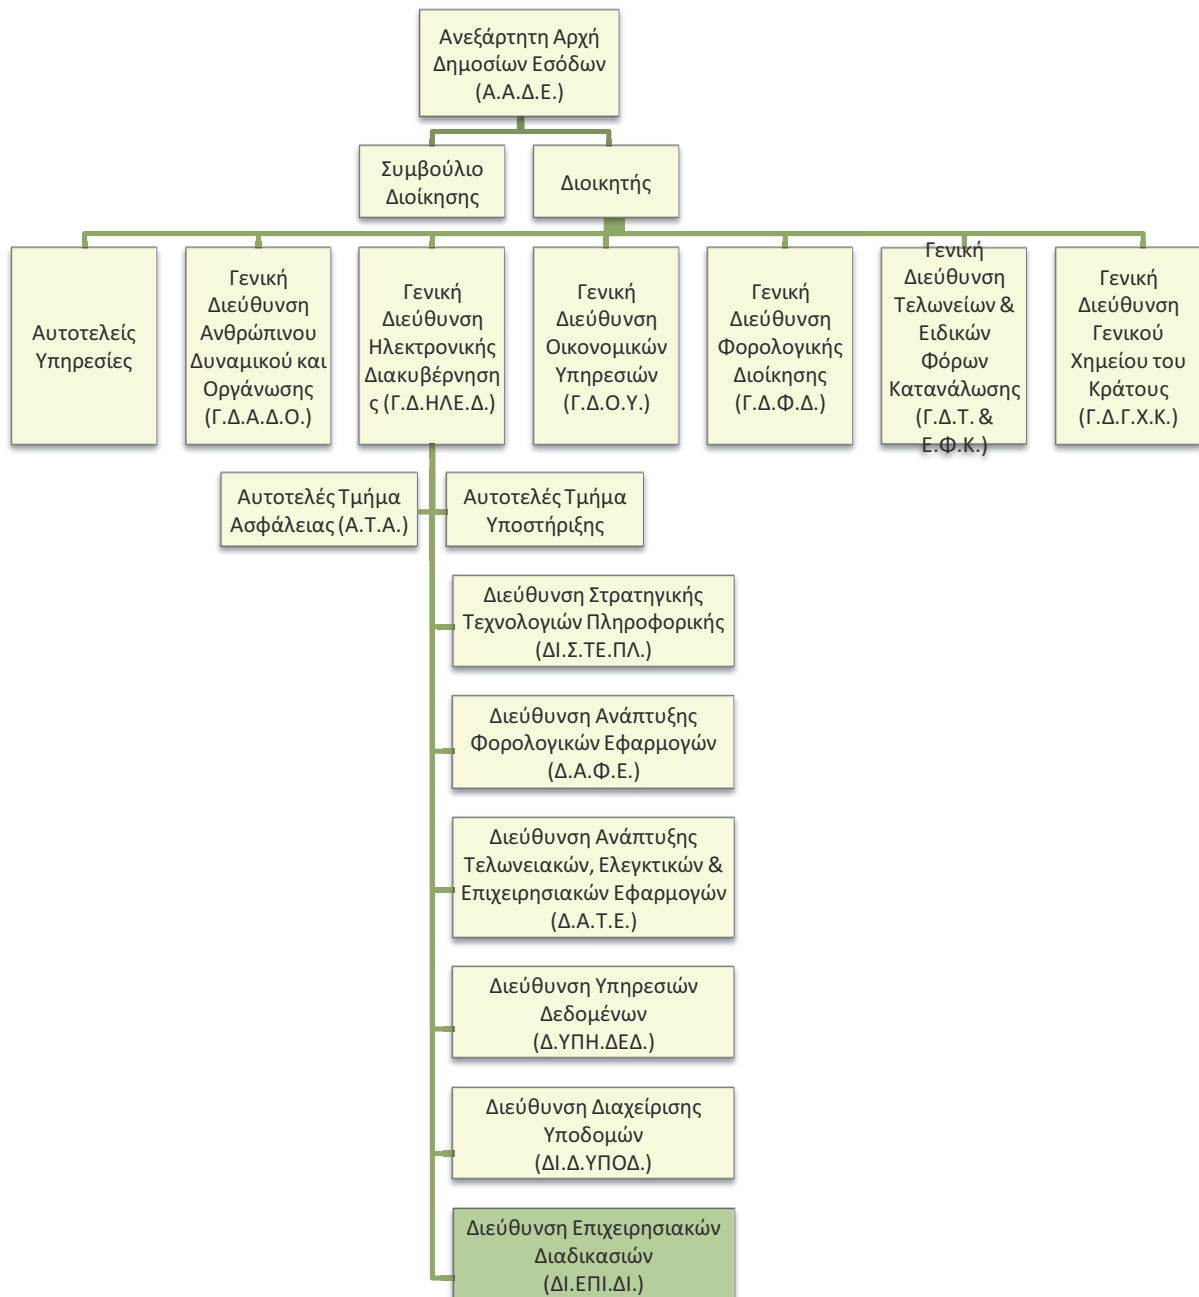 Ανεξάρτητη Αρχή
Δημοσίων Εσόδων
(Α.Α.Δ.Ε.)
Συμβούλιο
Διοίκησης
Διοικητής
Αυτοτελείς
Υπηρεσίες
Γενική
Διεύθυνση
Ανθρώπινου
Δυναμικού και
Οργάνωσης
(Γ.Δ.Α.Δ.Ο.)
Γενική
Διεύθυνση
Ηλεκτρονικής
Διακυβέρνηση
ς (Γ.Δ.ΗΛΕ.Δ.)
Γενική
Διεύθυνση
Οικονομικών
Υπηρεσιών
(Γ.Δ.Ο.Υ.)
Γενική
Διεύθυνση
Φορολογικής
Διοίκησης
(Γ.Δ.Φ.Δ.)
Γενική
Διεύθυνση
Τελωνείων &
Ειδικών
Φόρων
Κατανάλωσης
(Γ.Δ.Τ. &
Ε.Φ.Κ.)
Γενική
Διεύθυνση
Γενικού
Χημείου του
Κράτους
(Γ.Δ.Γ.Χ.Κ.)
Αυτοτελές Τμήμα
Ασφάλειας (Α.Τ.Α.)
Αυτοτελές Τμήμα
Υποστήριξης
Διεύθυνση Στρατηγικής
Τεχνολογιών Πληροφορικής
(ΔΙ.Σ.ΤΕ.ΠΛ.)
Διεύθυνση Ανάπτυξης
Φορολογικών Εφαρμογών
(Δ.Α.Φ.Ε.)
Διεύθυνση Ανάπτυξης
Τελωνειακών, Ελεγκτικών &
Επιχειρησιακών Εφαρμογών
(Δ.Α.Τ.Ε.)
Διεύθυνση Υπηρεσιών
Δεδομένων
(Δ.ΥΠΗ.ΔΕΔ.)
Διεύθυνση Διαχείρισης
Υποδομών
(ΔΙ.Δ.ΥΠΟΔ.)
Διεύθυνση Επιχειρησιακών
Διαδικασιών
(ΔΙ.ΕΠΙ.ΔΙ.)